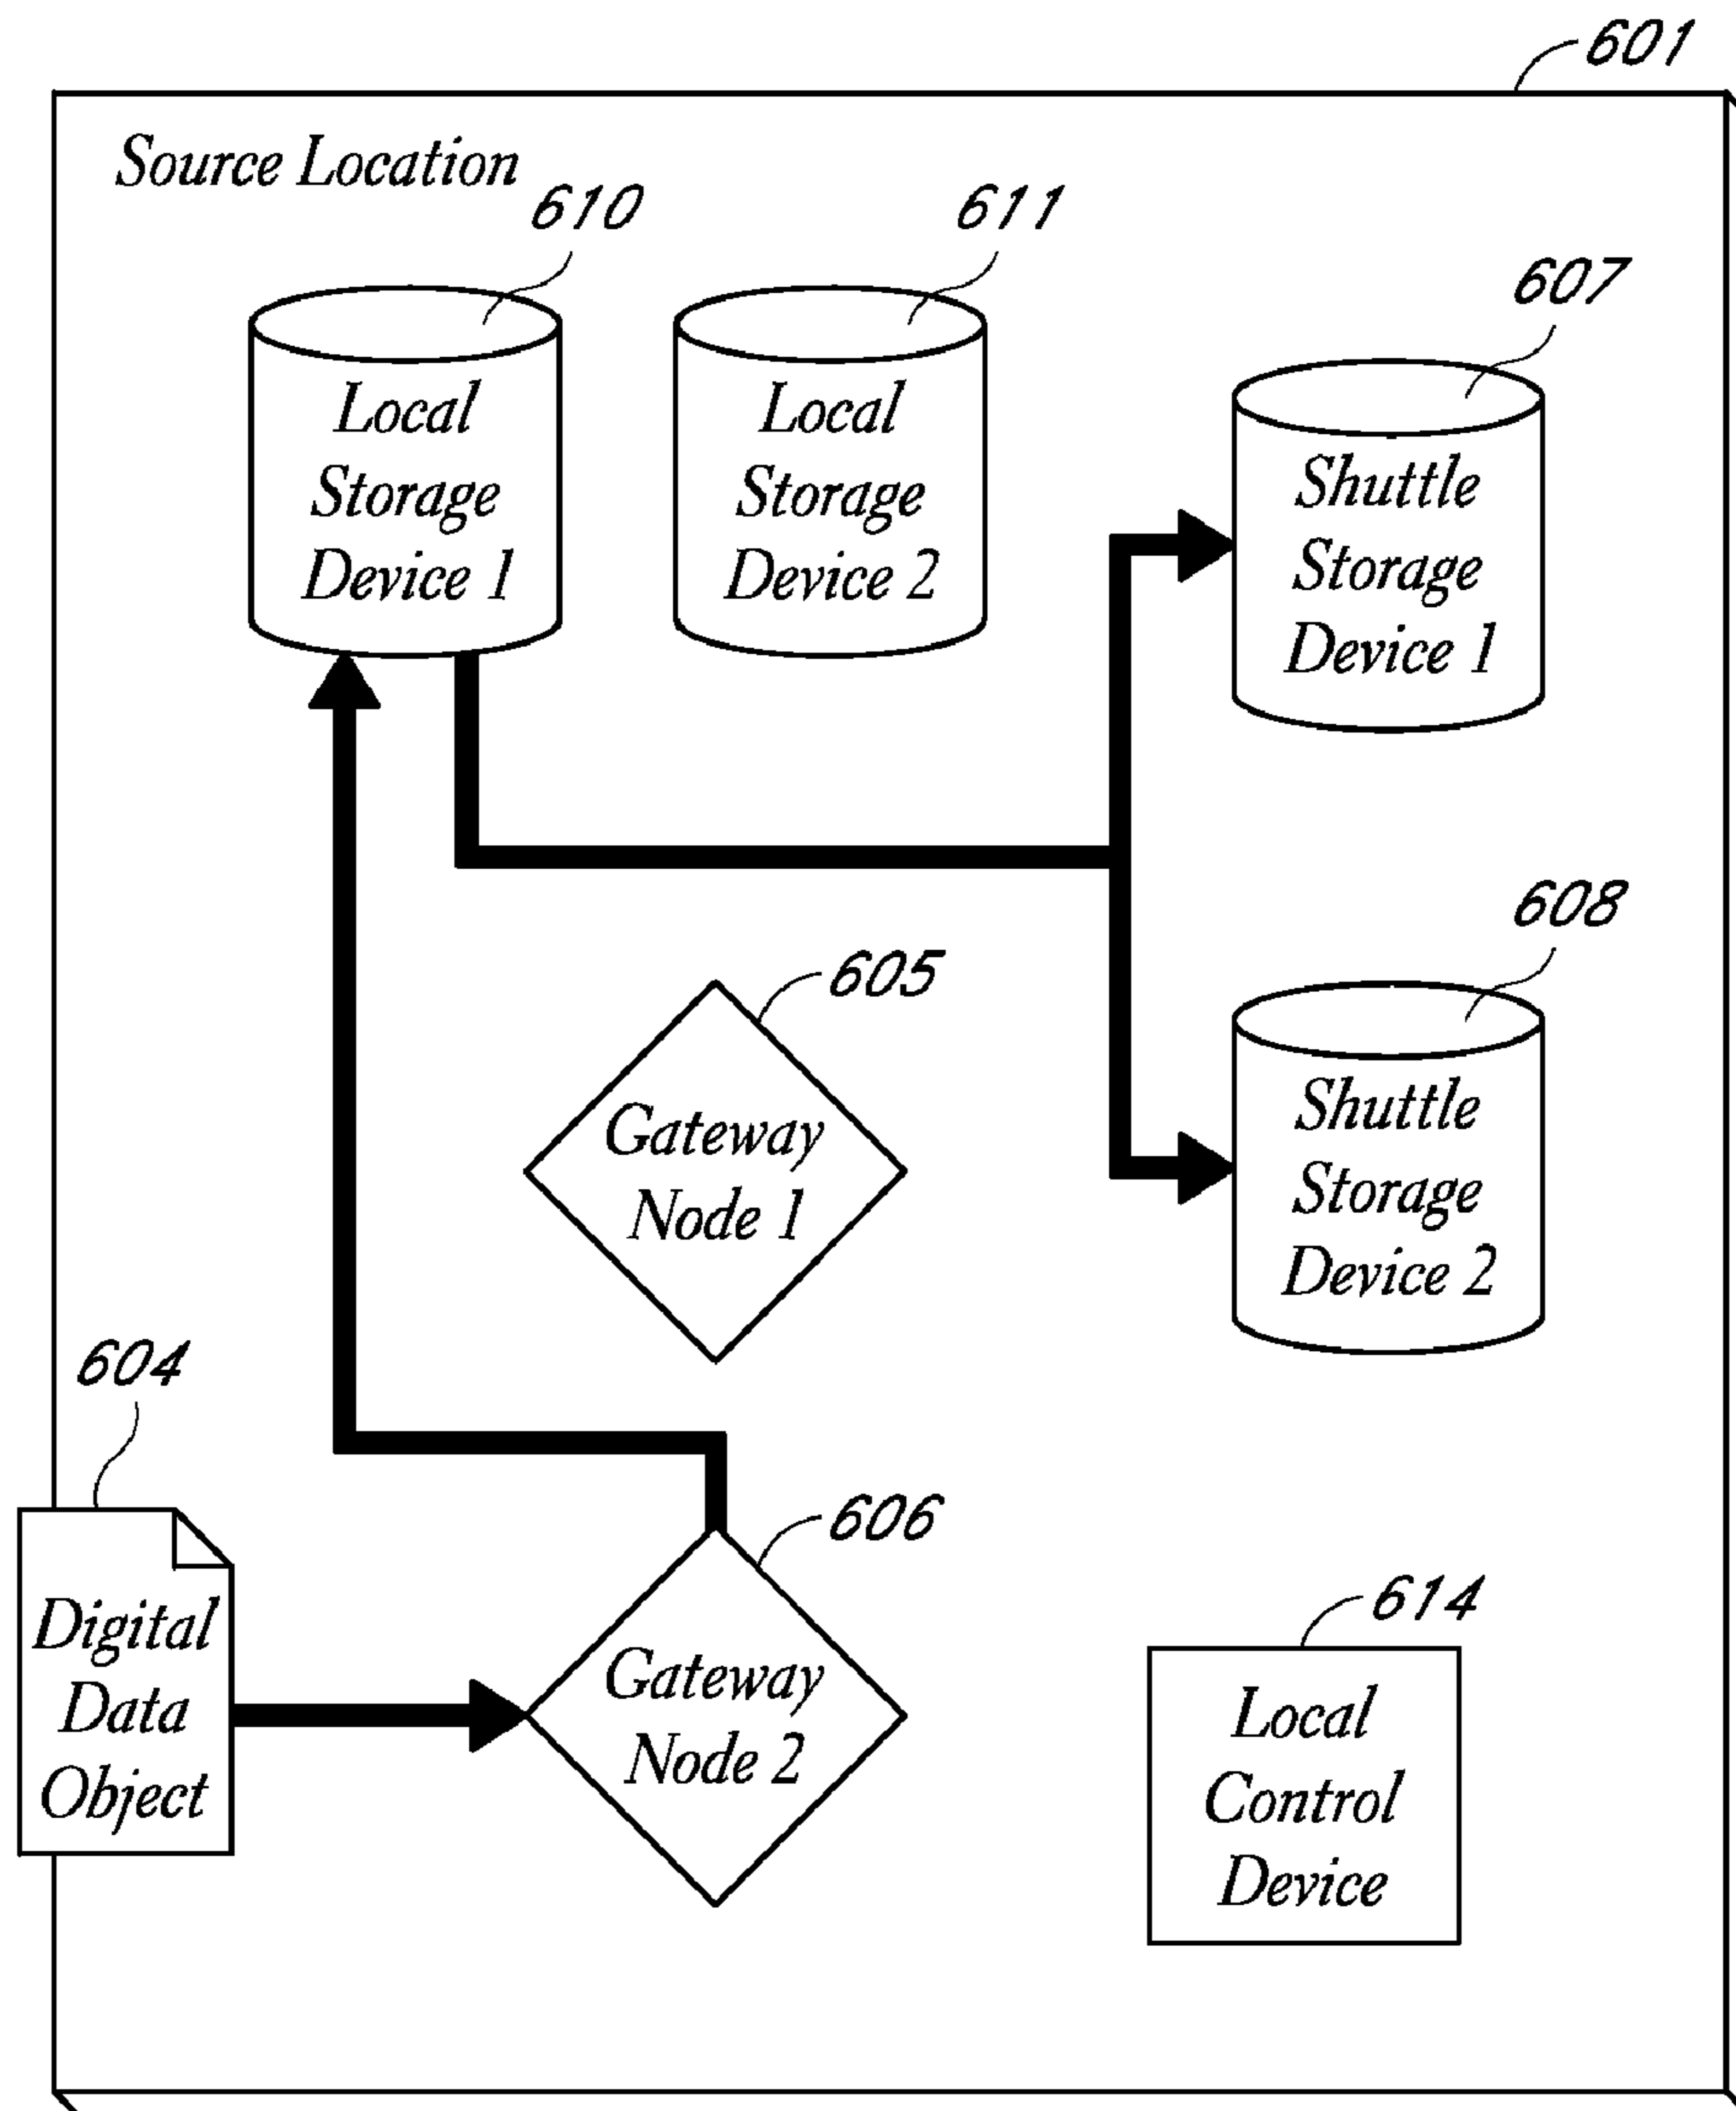 601
Source Location
610
611
607
Local
Storage
Device 1
Local
Storage
Device 2
Shuttle
Storage
Device 1
608
605
Gateway
Node 1
Shuttle
Storage
Device 2
604
606
614
Digital
Data
Object
Gateway
Node 2
Local
Control
Device